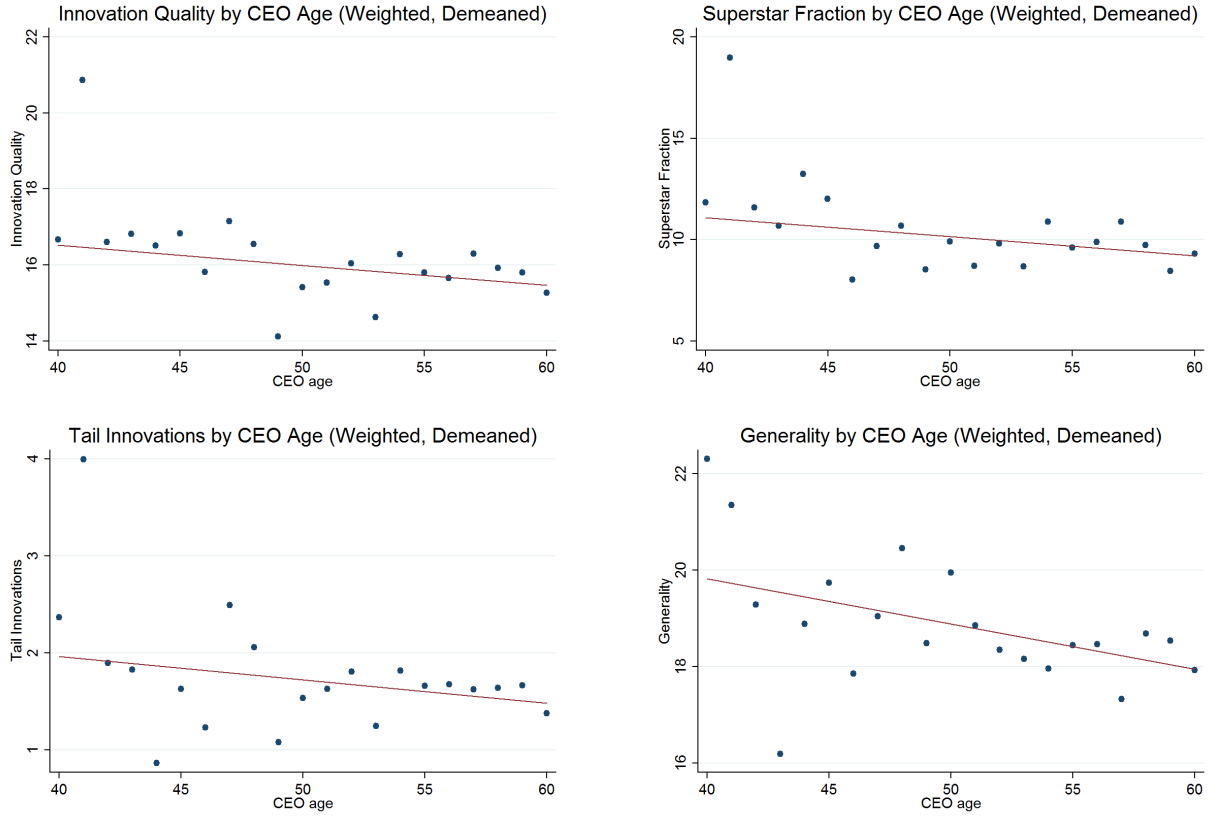 Innovation Quality by CEO Age (Weighted, Demeaned)
22
20
18
16
14
Innovation Quality
40 45 50 55 60
CEO age
Superstar Fraction by CEO Age (Weighted, Demeaned)
20
15
10
5
Superstar Fraction
40 45 50 55 60
CEO age
Tail Innovations by CEO Age (Weighted, Demeaned)
4
3
2
1
Tail Innovations
40 45 50 55 60
CEO age
Generality by CEO Age (Weighted, Demeaned)
22
20
18
16
Generality
40 45 50 55 60
CEO age